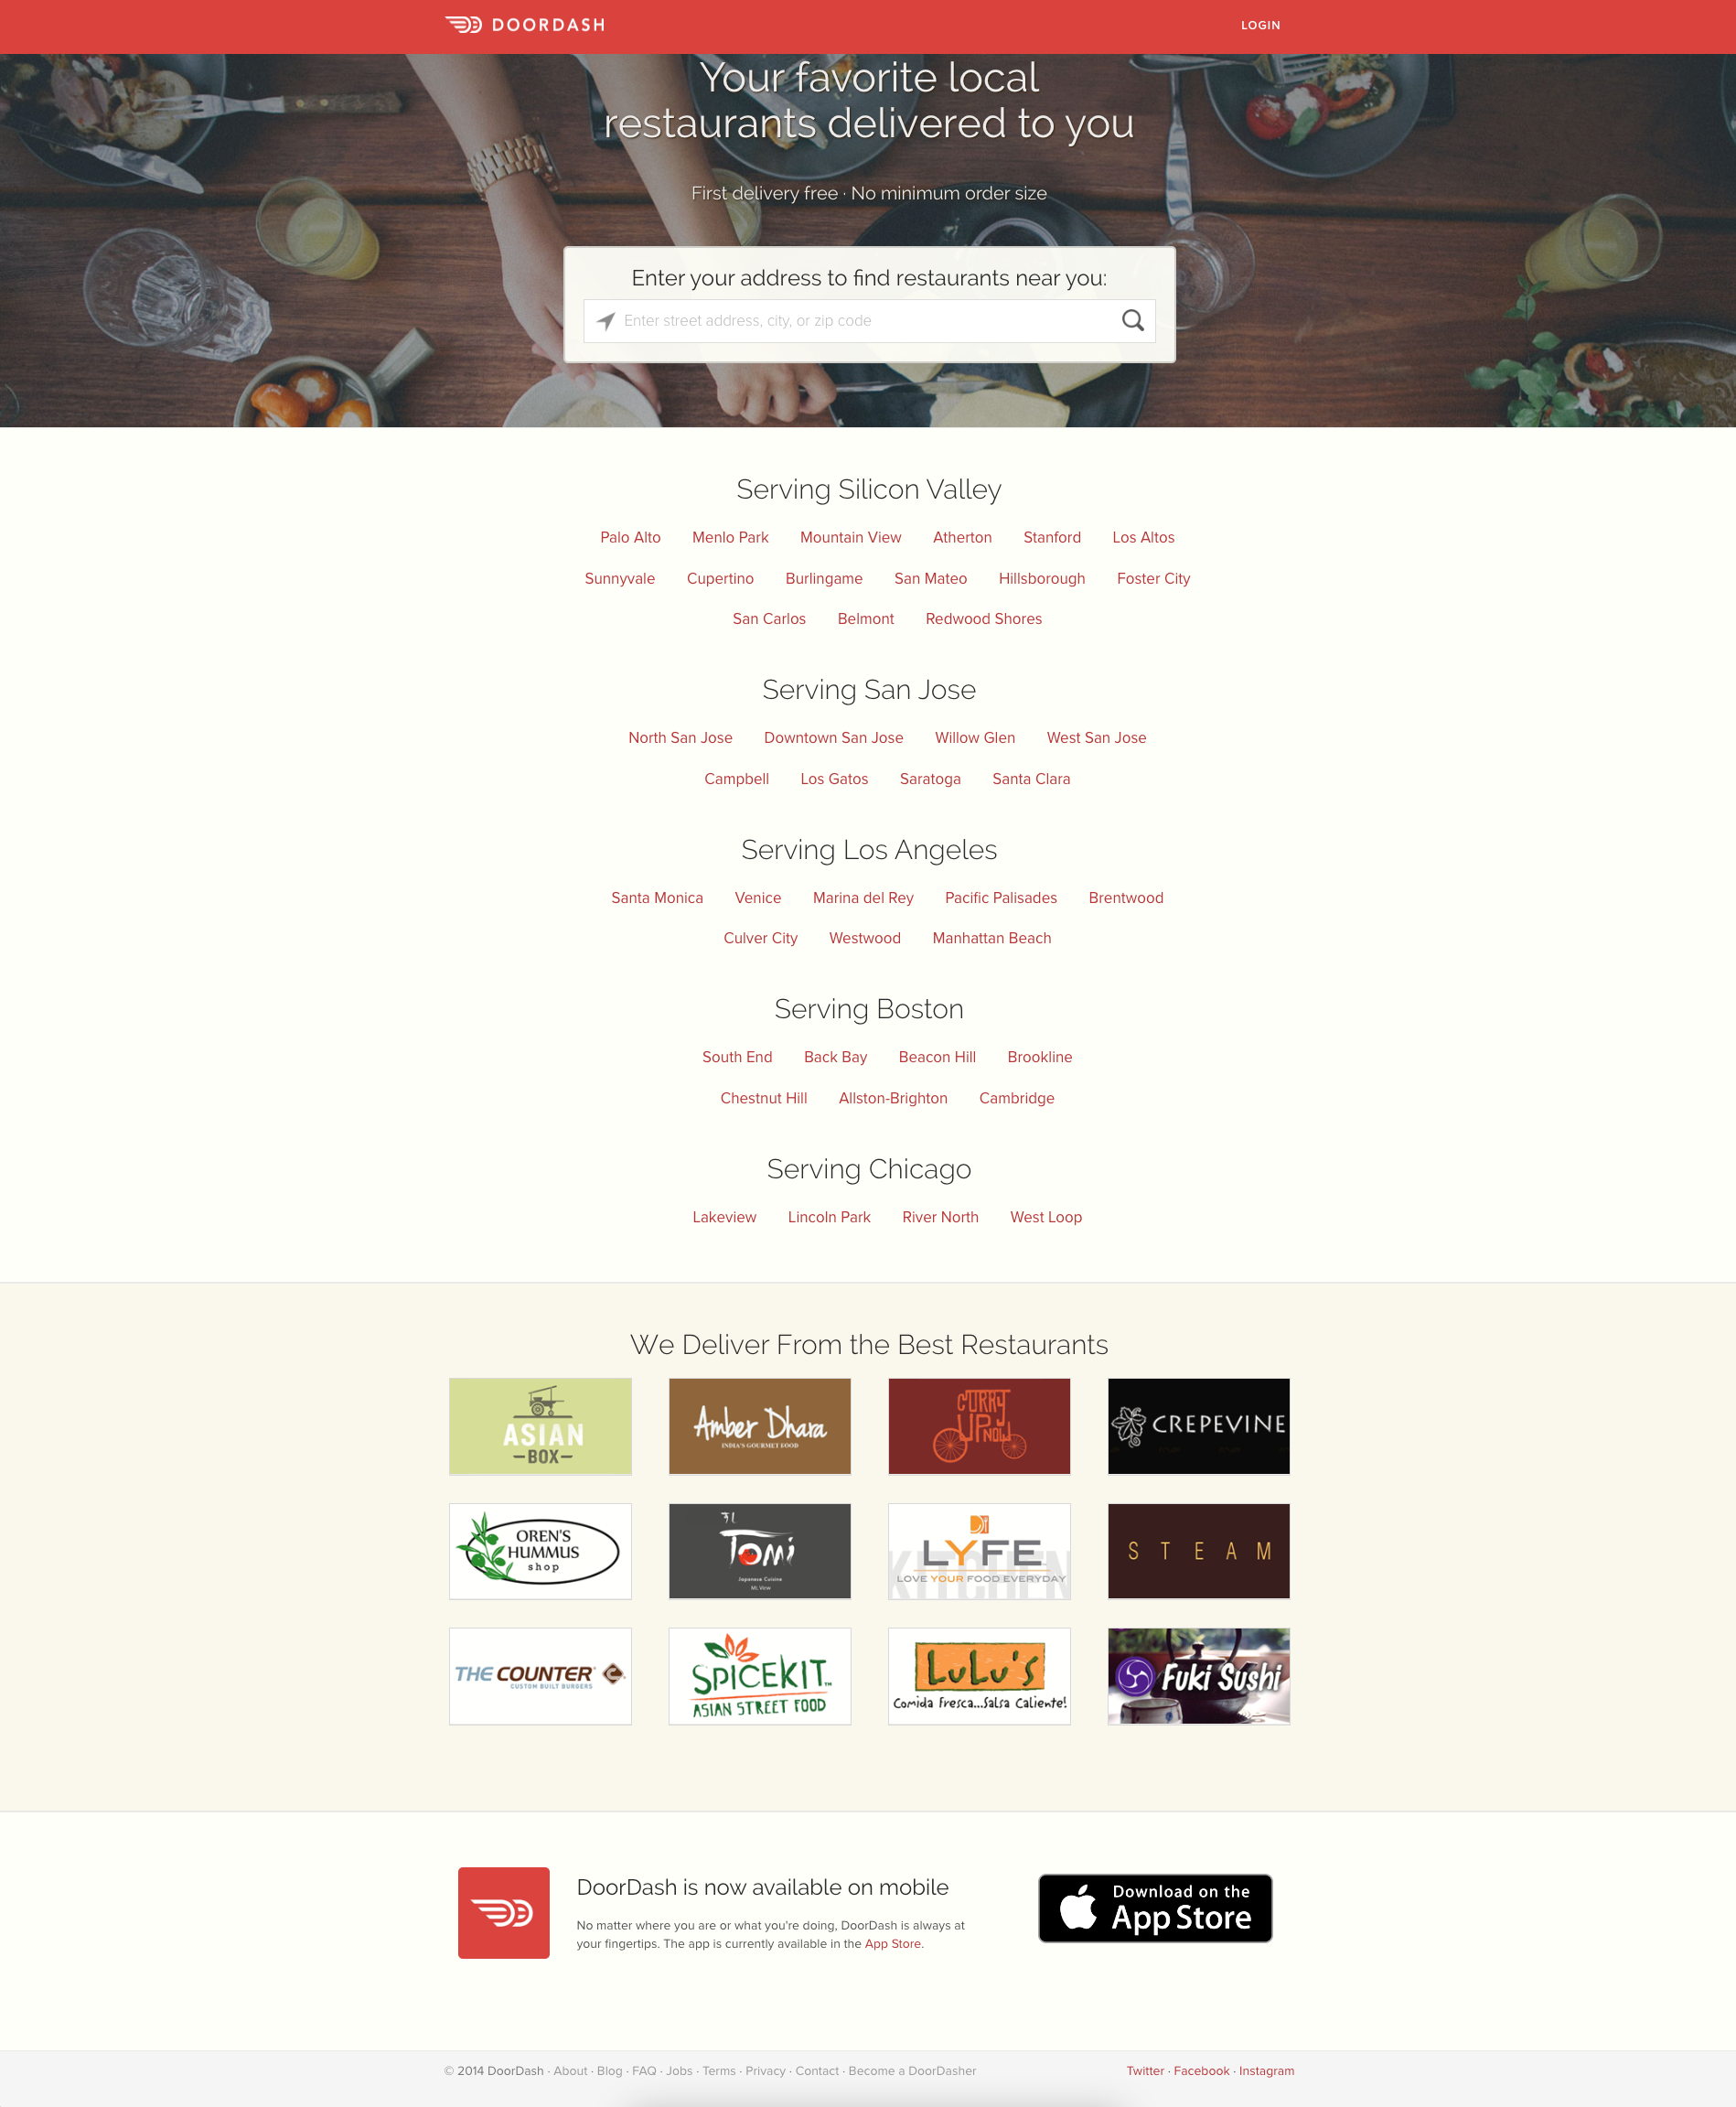 DOORDASH
LOGIN
Your favorite local
restaurants delivered to you
First delivery free · No minimum order size
Enter your address to find restaurants near you:
Enter street address, city, or zip code
Serving Silicon Valley
Palo Alto Menlo Park Mountain View Atherton Stanford Los Altos
Sunnyvale Cupertino Burlingame San Mateo Hillsborough Foster City
San Carlos Belmont Redwood Shores
Serving San Jose
North San Jose Downtown San Jose Willow Glen West San Jose
Campbell Los Gatos Saratoga Santa Clara
Serving Los Angeles
Santa Monica Venice Marina del Rey Pacific Palisades Brentwood
Culver City Westwood Manhattan Beach
Serving Boston
South End Back Bay Beacon Hill Brookline
Chestnut Hill Allston-Brighton Cambridge
Serving Chicago
Lakeview Lincoln Park River North West Loop
We Deliver From the Best Restaurants
ASIAN
BOX
Amber Dhara
INDIA'S GOURMET FOOD
CURRY
UP
NOW
CREPEVINE
OREN'S
HUMMUS
shop
Tomi
Japanese Cuisine
Mt. View
LYFE
KITCHEN
LOVE YOUR FOOD EVERYDAY
STEAM
THE COUNTER®
CUSTOM BUILT BURGERS
SPICEKIT™
ASIAN STREET FOOD
LuLu's
Comida Fresca...Salsa Caliente!
Fuki Sushi
DoorDash is now available on mobile
No matter where you are or what you're doing, DoorDash is always at
your fingertips. The app is currently available in the App Store.
Download on the
App Store
© 2014 DoorDash · About · Blog · FAQ · Jobs · Terms · Privacy · Contact · Become a DoorDasher
Twitter · Facebook · Instagram